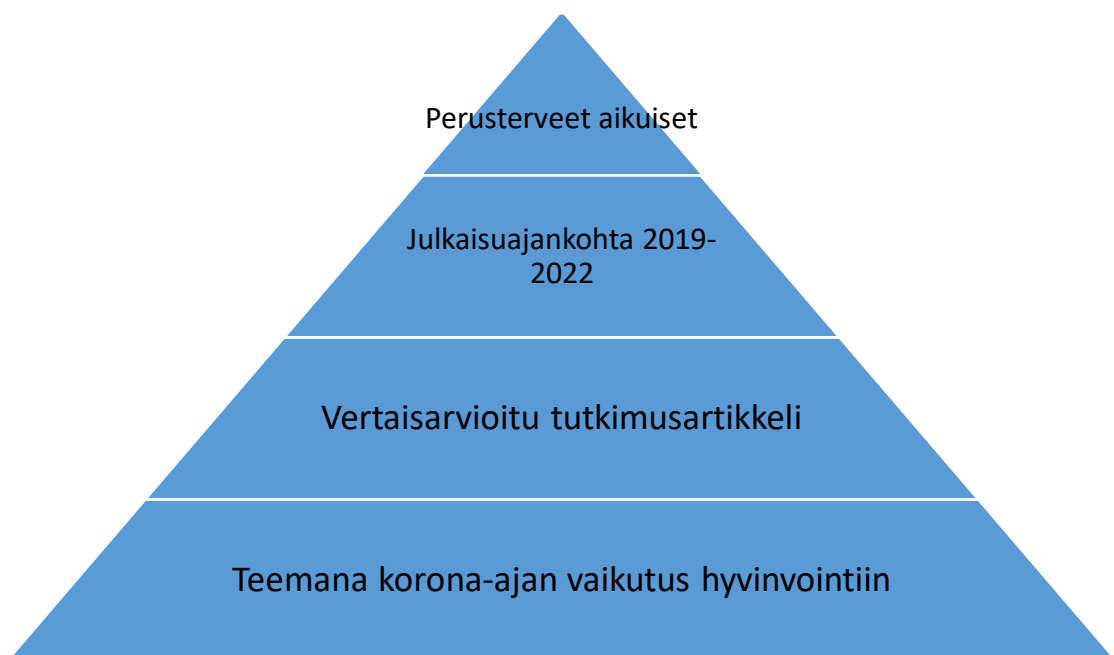 Perusterveet aikuiset
Julkaisuajankohta 2019-
2022
Vertaisarvioitu tutkimusartikkeli
Teemana korona-ajan vaikutus hyvinvointiin